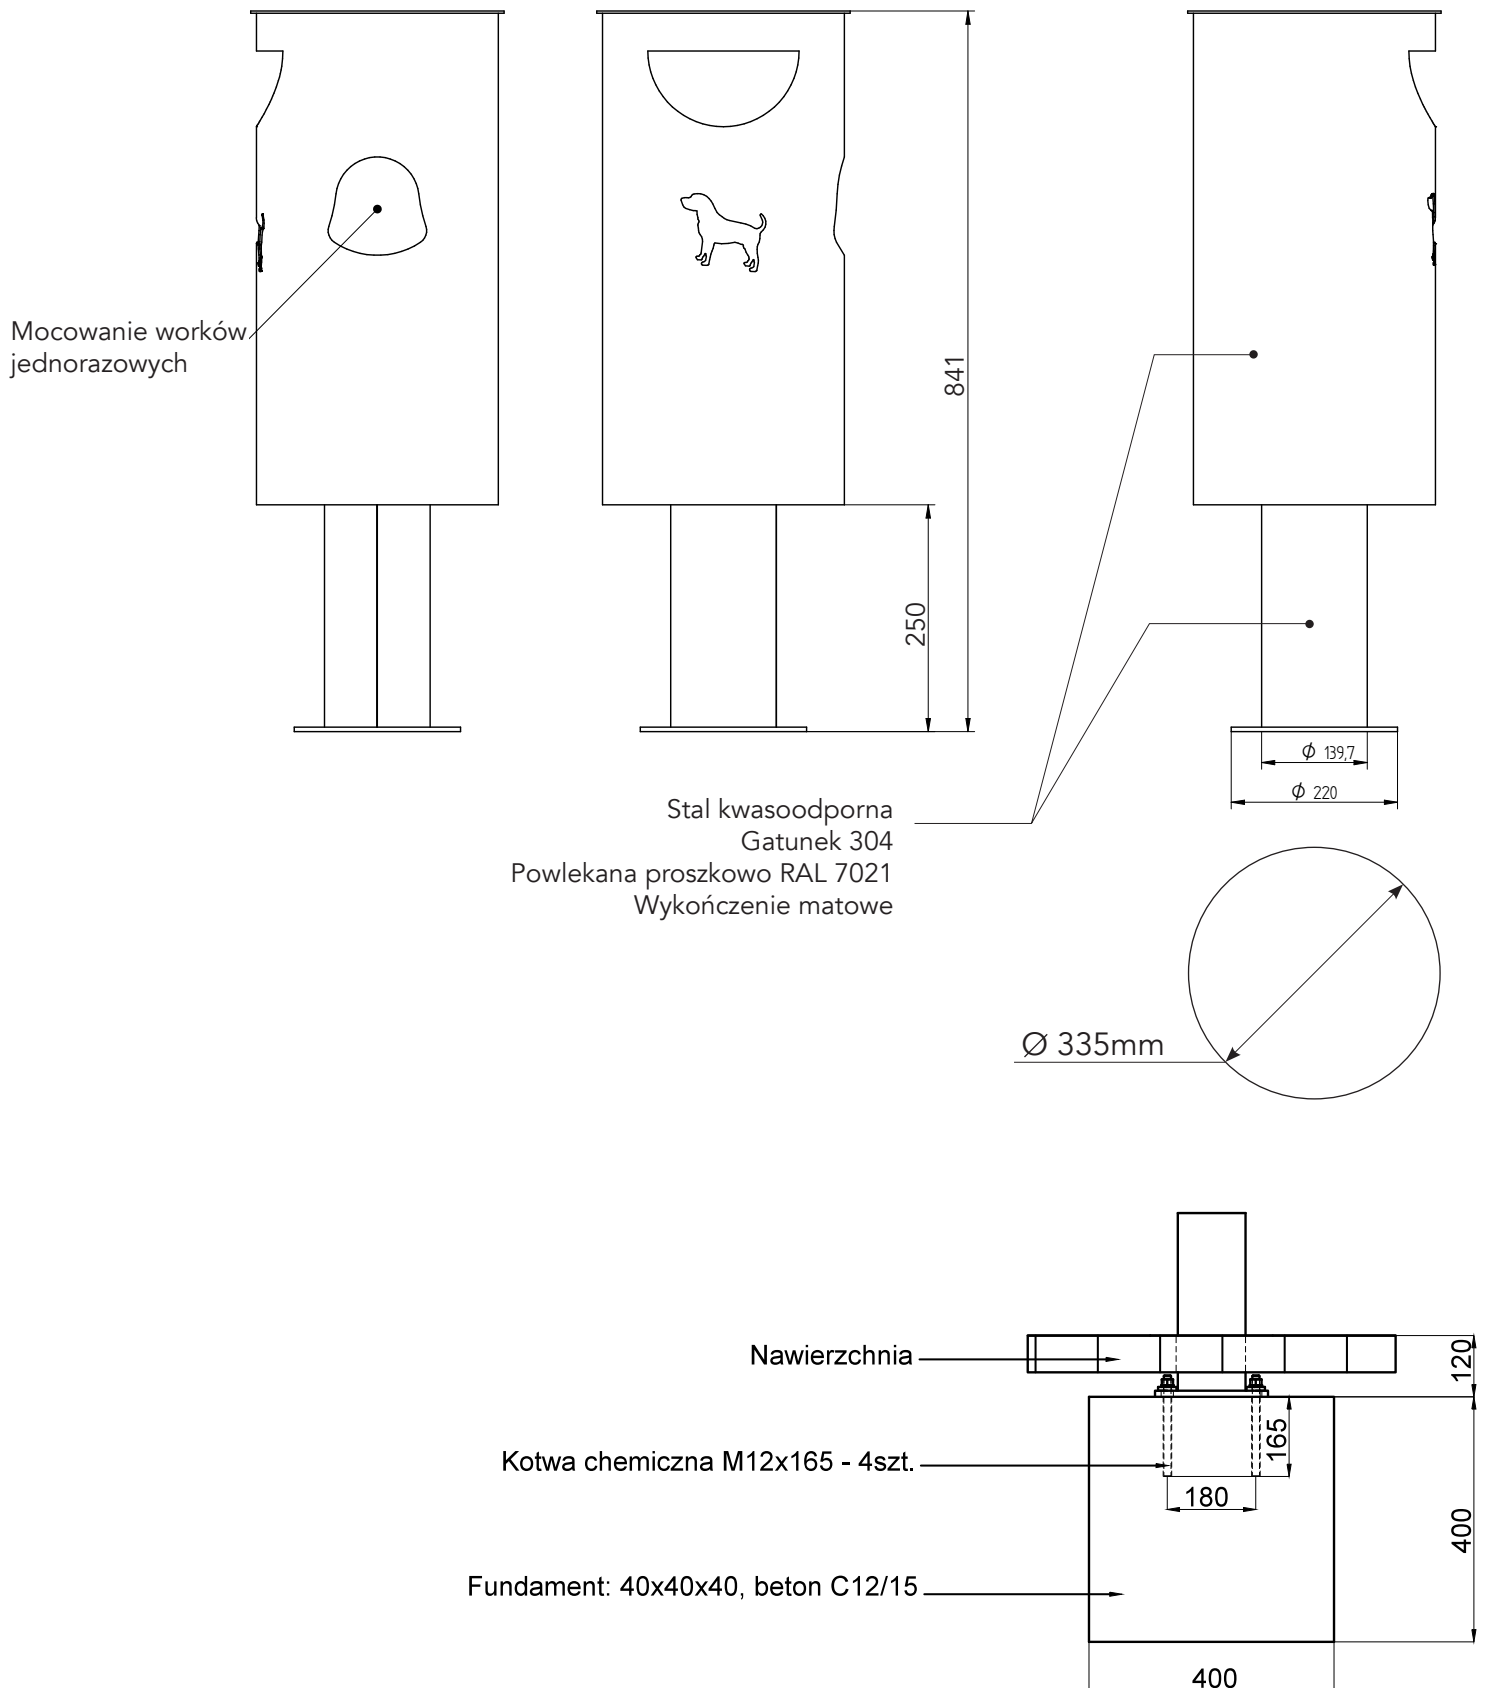 Mocowanie worków
jednorazowych
841
250
ϕ 139,7
ϕ 220
Stal kwasoodporna
Gatunek 304
Powlekana proszkowo RAL 7021
Wykończenie matowe
Ø 335mm
Nawierzchnia
120
Kotwa chemiczna M12x165 - 4szt.
165
180
400
Fundament: 40x40x40, beton C12/15
400